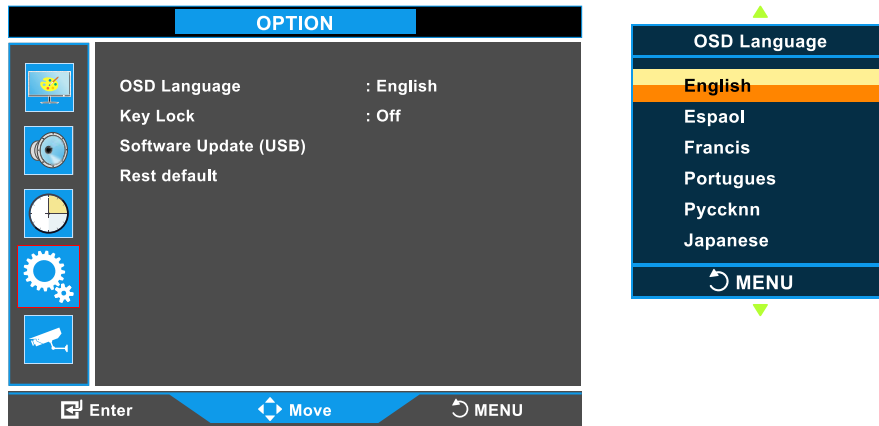 OPTION
OSD Language : English
Key Lock : Off
Software Update (USB)
Rest default
Enter Move MENU
OSD Language
English
Espaol
Francis
Portugues
Pyccknn
Japanese
MENU